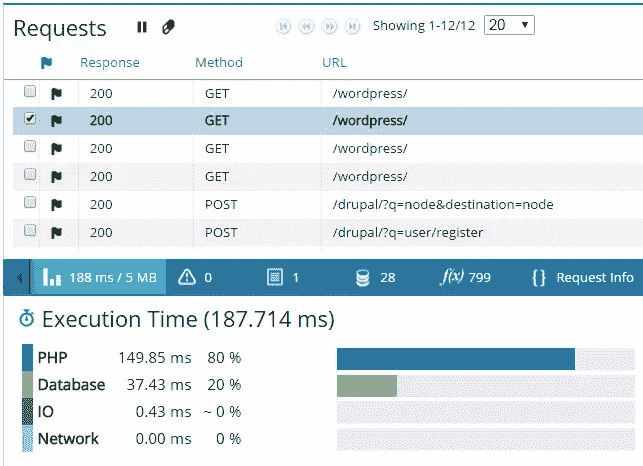 Requests Showing 1-12/12 20
Response Method URL
200 GET /wordpress/
200 GET /wordpress/
200 GET /wordpress/
200 GET /wordpress/
200 POST /drupal/?q=node&destination=node
200 POST /drupal/?q=user/register
188 ms / 5 MB 0 1 28 f(x) 799 {} Request Info
Execution Time (187.714 ms)
PHP 149.85 ms 80 %
Database 37.43 ms 20 %
IO 0.43 ms ~ 0 %
Network 0.00 ms 0 %